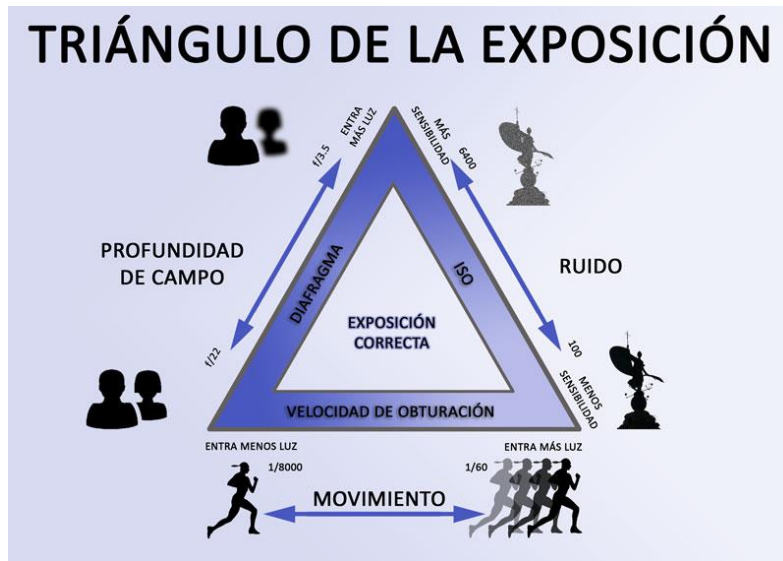 TRIÁNGULO DE LA EXPOSICIÓN
ENTRA
MÁS LUZ
f/3.5
MÁS
SENSIBILIDAD
6400
PROFUNDIDAD
DE CAMPO
DIAFRAGMA
ISO
RUIDO
EXPOSICIÓN
CORRECTA
f/22
100
MENOS
SENSIBILIDAD
VELOCIDAD DE OBTURACIÓN
ENTRA MENOS LUZ
ENTRA MÁS LUZ
1/8000
1/60
MOVIMIENTO